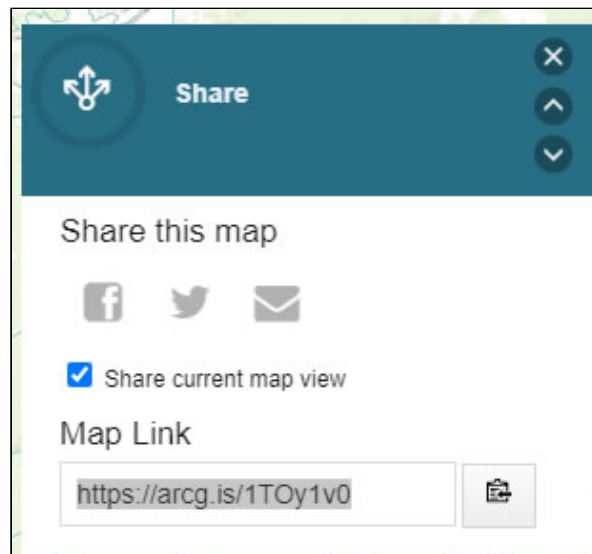 Share
Share this map
Share current map view
Map Link
https://arcg.is/1TOy1v0